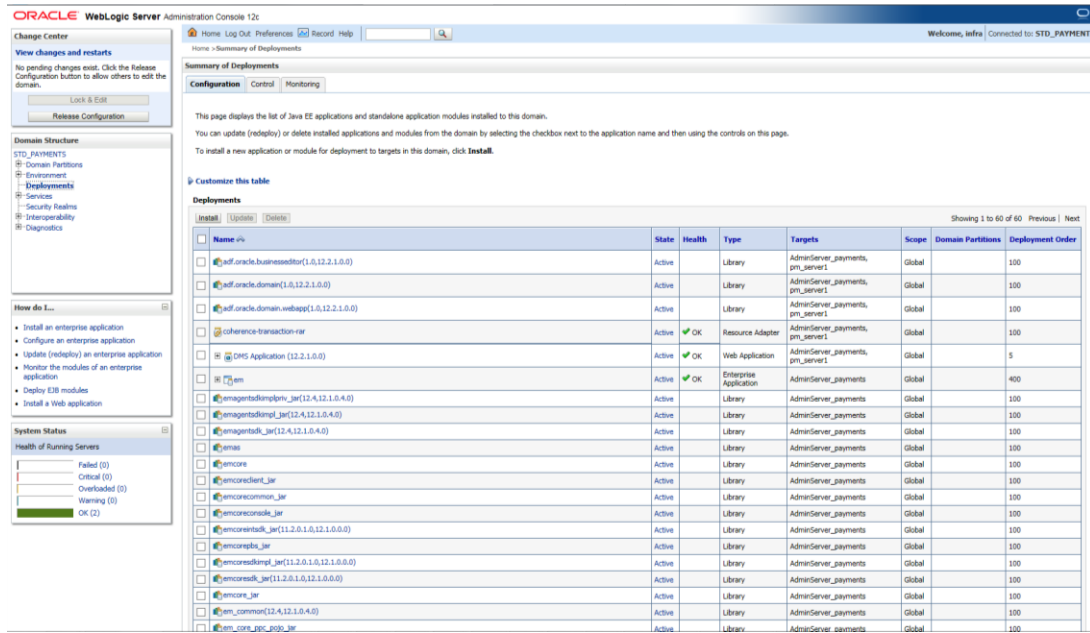 ORACLE WebLogic Server Administration Console 12c
Change Center
View changes and restarts
No pending changes exist. Click the Release
Configuration button to allow others to edit the
domain.
Lock & Edit
Release Configuration
Domain Structure
STD_PAYMENTS
Domain Partitions
Environment
Deployments
Services
Security Realms
Interoperability
Diagnostics
How do I...
Install an enterprise application
Configure an enterprise application
Update (redeploy) an enterprise application
Monitor the modules of an enterprise
application
Deploy EJB modules
Install a Web application
System Status
Health of Running Servers
Failed (0)
Critical (0)
Overloaded (0)
Warning (0)
OK (2)
Home Log Out Preferences Record Help
Welcome, infra Connected to: STD_PAYMENT
Home >Summary of Deployments
Summary of Deployments
Configuration Control Monitoring
This page displays the list of Java EE applications and standalone application modules installed to this domain.
You can update (redeploy) or delete installed applications and modules from the domain by selecting the checkbox next to the application name and then using the controls on this page.
To install a new application or module for deployment to targets in this domain, click Install.
Customize this table
Deployments
Install Update Delete Showing 1 to 60 of 60 Previous | Next
Name State Health Type Targets Scope Domain Partitions Deployment Order
adf.oracle.businesseditor(1.0,12.2.1.0.0) Active Library AdminServer_payments, pm_server1 Global 100
adf.oracle.domain(1.0,12.2.1.0.0) Active Library AdminServer_payments, pm_server1 Global 100
adf.oracle.domain.webapp(1.0,12.2.1.0.0) Active Library AdminServer_payments, pm_server1 Global 100
coherence-transaction-rar Active OK Resource Adapter AdminServer_payments, pm_server1 Global 100
DMS Application (12.2.1.0.0) Active OK Web Application AdminServer_payments, pm_server1 Global 5
em Active OK Enterprise Application AdminServer_payments Global 400
emagentsdkimplpriv_jar(12.4,12.1.0.4.0) Active Library AdminServer_payments Global 100
emagentsdkimpl_jar(12.4,12.1.0.4.0) Active Library AdminServer_payments Global 100
emagentsdk_jar(12.4,12.1.0.4.0) Active Library AdminServer_payments Global 100
emas Active Library AdminServer_payments Global 100
emcore Active Library AdminServer_payments Global 100
emcoreclient_jar Active Library AdminServer_payments Global 100
emcorecommon_jar Active Library AdminServer_payments Global 100
emcoreconsole_jar Active Library AdminServer_payments Global 100
emcoreintsdk_jar(11.2.0.1.0,12.1.0.0.0) Active Library AdminServer_payments Global 100
emcorepbs_jar Active Library AdminServer_payments Global 100
emcoresdkimpl_jar(11.2.0.1.0,12.1.0.0.0) Active Library AdminServer_payments Global 100
emcoresdk_jar(11.2.0.1.0,12.1.0.0.0) Active Library AdminServer_payments Global 100
emcore_jar Active Library AdminServer_payments Global 100
em_common(12.4,12.1.0.4.0) Active Library AdminServer_payments Global 100
em_core_ppc_pojo_jar Active Library AdminServer_payments Global 100